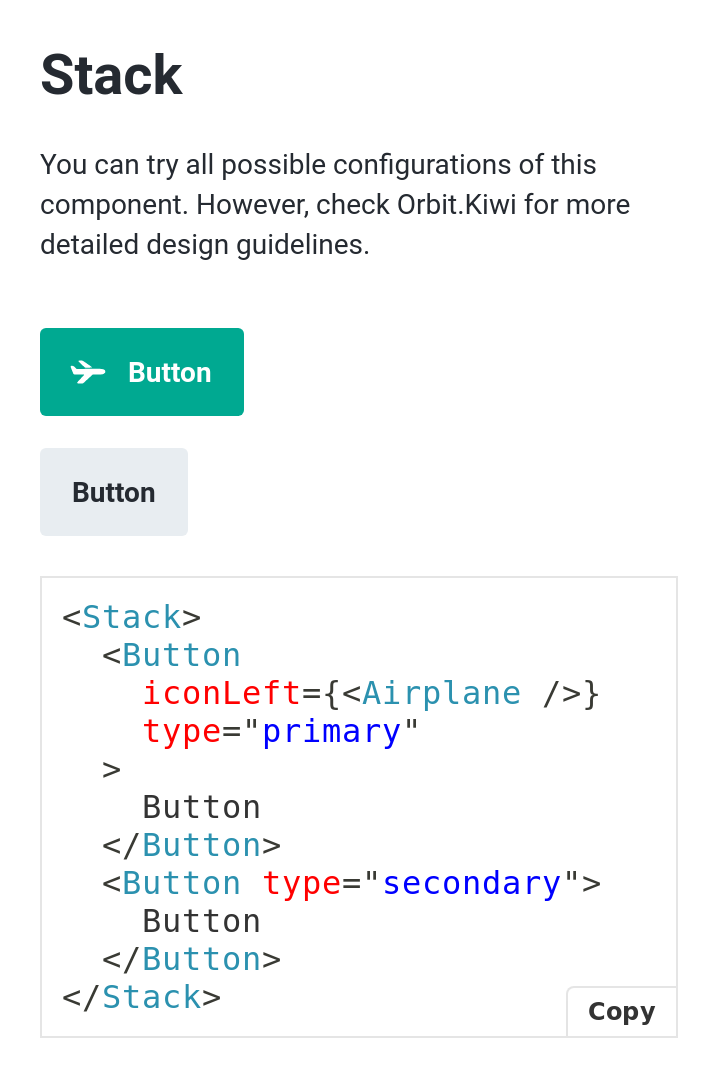 Stack
You can try all possible configurations of this
component. However, check Orbit.Kiwi for more
detailed design guidelines.
Button
Button
<Stack>
  <Button
    iconLeft={<Airplane />}
    type="primary"
  >
    Button
  </Button>
  <Button type="secondary">
    Button
  </Button>
</Stack>
Copy